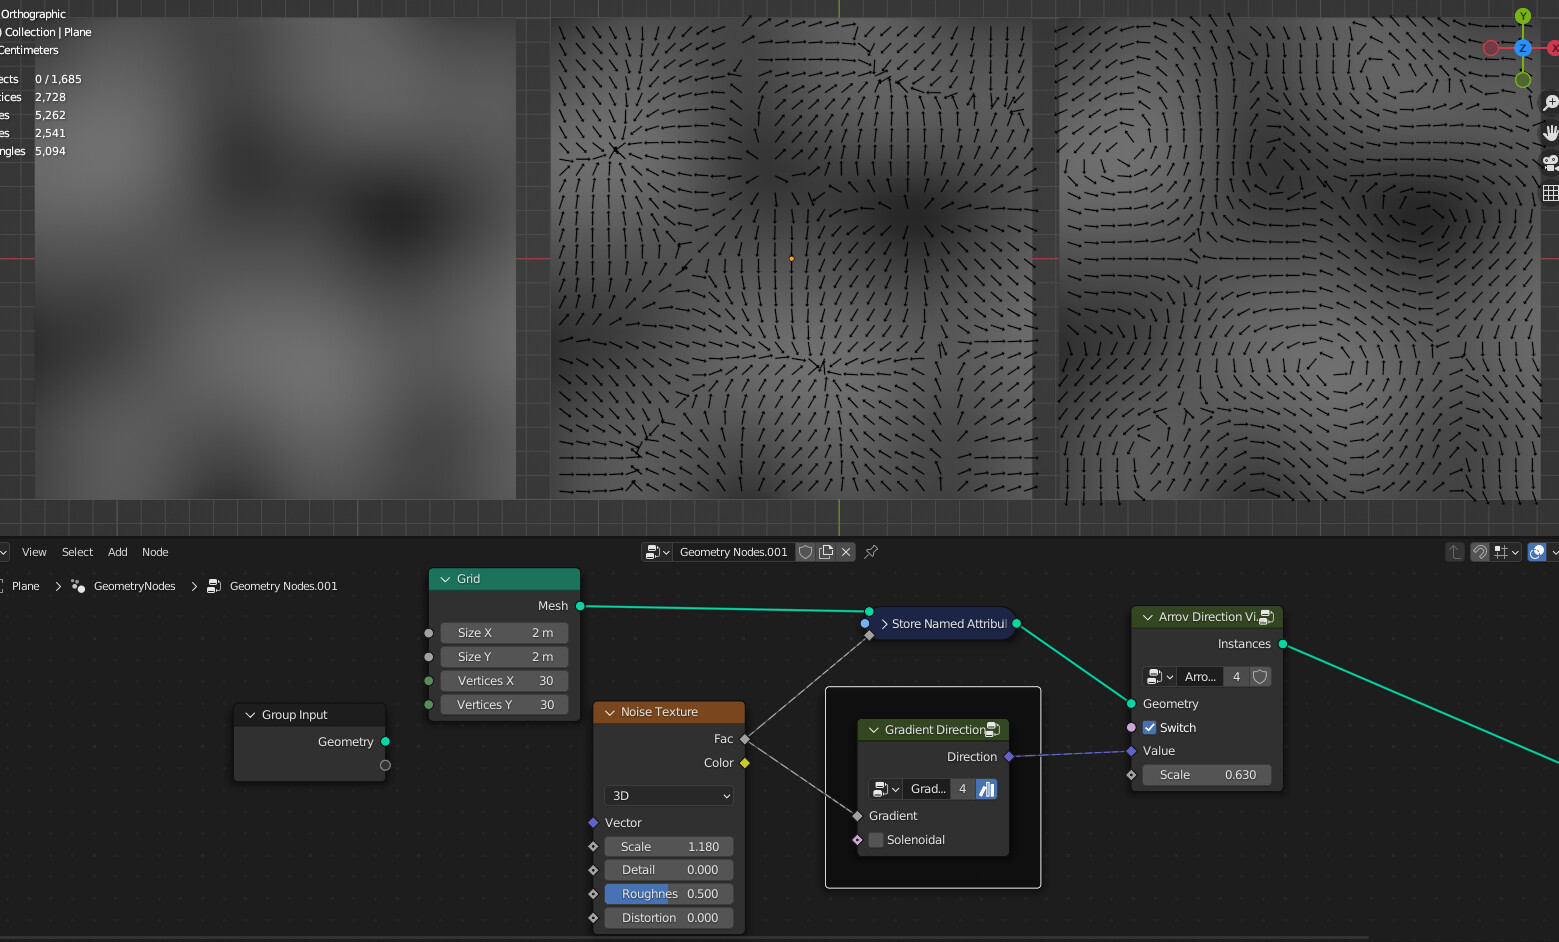 Orthographic
) Collection | Plane
Centimeters
ects 0 / 1,685
tices 2,728
es 5,262
es 2,541
ngles 5,094
Y
Z
X
View Select Add Node
Geometry Nodes.001
Plane > GeometryNodes > Geometry Nodes.001
Grid
Mesh
Size X 2 m
Size Y 2 m
Vertices X 30
Vertices Y 30
Group Input
Geometry
Noise Texture
Fac
Color
3D
Vector
Scale 1.180
Detail 0.000
Roughnes 0.500
Distortion 0.000
Store Named Attribu
Gradient Direction
Direction
Grad... 4
Gradient
Solenoidal
Arrov Direction Vi...
Instances
Arro... 4
Geometry
Switch
Value
Scale 0.630